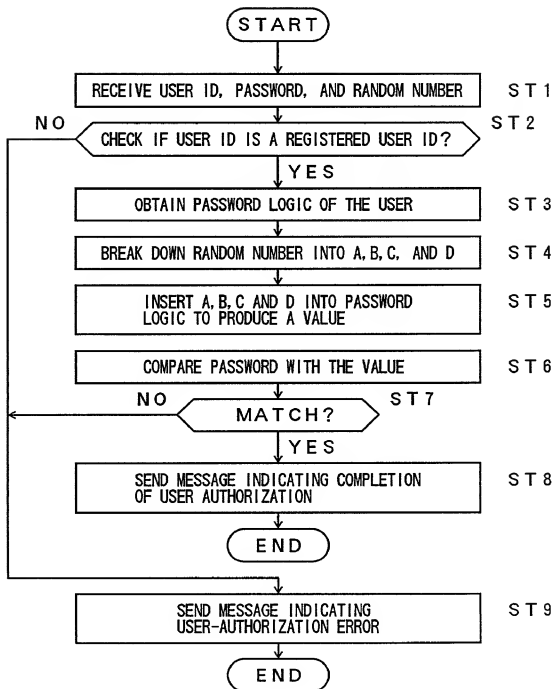 START
RECEIVE USER ID, PASSWORD, AND RANDOM NUMBER
ST1
NO
ST2
CHECK IF USER ID IS A REGISTERED USER ID?
YES
OBTAIN PASSWORD LOGIC OF THE USER
ST3
BREAK DOWN RANDOM NUMBER INTO A, B, C, AND D
ST4
INSERT A, B, C AND D INTO PASSWORD
LOGIC TO PRODUCE A VALUE
ST5
COMPARE PASSWORD WITH THE VALUE
ST6
NO
ST7
MATCH?
YES
SEND MESSAGE INDICATING COMPLETION
OF USER AUTHORIZATION
ST8
END
SEND MESSAGE INDICATING
USER-AUTHORIZATION ERROR
ST9
END